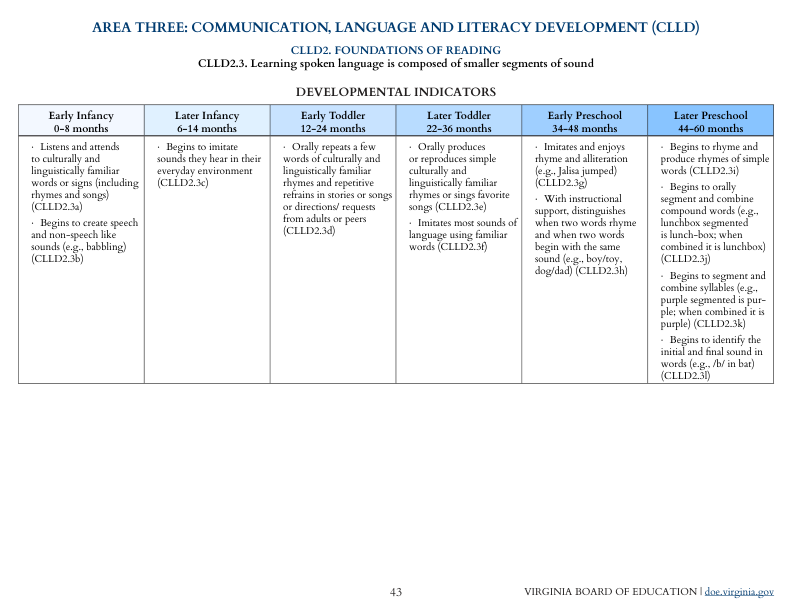 AREA THREE: COMMUNICATION, LANGUAGE AND LITERACY DEVELOPMENT (CLLD)
CLLD2. FOUNDATIONS OF READING
CLLD2.3. Learning spoken language is composed of smaller segments of sound
DEVELOPMENTAL INDICATORS
Early Infancy
0–8 months
Later Infancy
6–14 months
Early Toddler
12–24 months
Later Toddler
22–36 months
Early Preschool
34–48 months
Later Preschool
44–60 months
· Listens and attends
to culturally and
linguistically familiar
words or signs (including
rhymes and songs)
(CLLD2.3a)
· Begins to create speech
and non-speech like
sounds (e.g., babbling)
(CLLD2.3b)
· Begins to imitate
sounds they hear in their
everyday environment
(CLLD2.3c)
· Orally repeats a few
words of culturally and
linguistically familiar
rhymes and repetitive
refrains in stories or songs
or directions/ requests
from adults or peers
(CLLD2.3d)
· Orally produces
or reproduces simple
culturally and
linguistically familiar
rhymes or sings favorite
songs (CLLD2.3e)
· Imitates most sounds of
language using familiar
words (CLLD2.3f)
· Imitates and enjoys
rhyme and alliteration
(e.g., Jalisa jumped)
(CLLD2.3g)
· With instructional
support, distinguishes
when two words rhyme
and when two words
begin with the same
sound (e.g., boy/toy,
dog/dad) (CLLD2.3h)
· Begins to rhyme and
produce rhymes of simple
words (CLLD2.3i)
· Begins to orally
segment and combine
compound words (e.g.,
lunchbox segmented
is lunch-box; when
combined it is lunchbox)
(CLLD2.3j)
· Begins to segment and
combine syllables (e.g.,
purple segmented is pur-
ple; when combined it is
purple) (CLLD2.3k)
· Begins to identify the
initial and final sound in
words (e.g., /b/ in bat)
(CLLD2.3l)
43
VIRGINIA BOARD OF EDUCATION | doe.virginia.gov